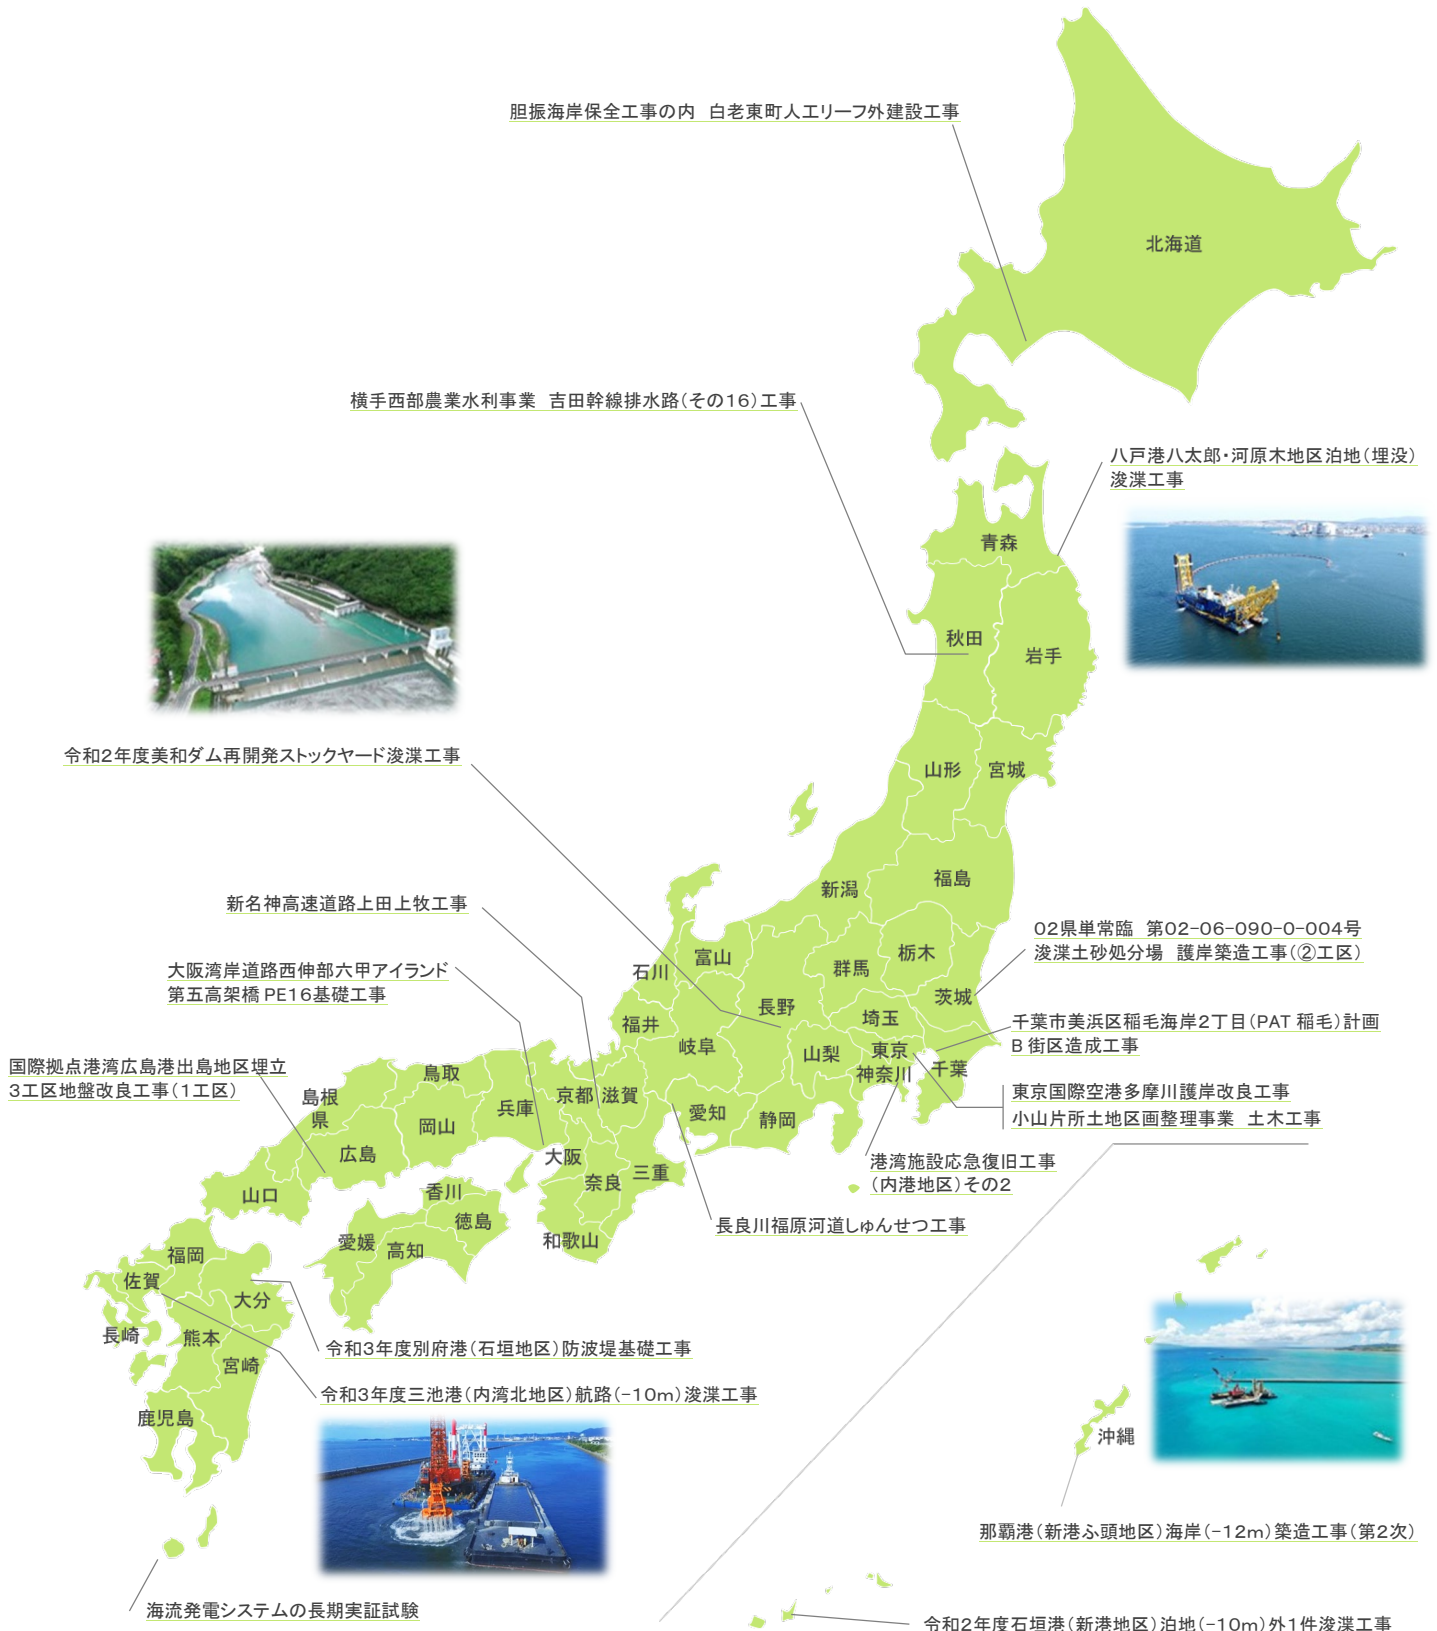 胆振海岸保全工事の内　白老東町人工リーフ外建設工事
北海道
横手西部農業水利事業　吉田幹線排水路（その16）工事
八戸港八太郎・河原木地区泊地（埋没）
浚渫工事
青森
秋田
岩手
令和2年度美和ダム再開発ストックヤード浚渫工事
山形
宮城
新潟
福島
新名神高速道路上田上牧工事
02県単常臨　第02-06-090-0-004号
浚渫土砂処分場　護岸築造工事（②工区）
富山
石川
群馬
栃木
大阪湾岸道路西伸部六甲アイランド
第五高架橋 PE16基礎工事
茨城
長野
埼玉
福井
岐阜
千葉市美浜区稲毛海岸2丁目（PAT 稲毛）計画
B 街区造成工事
山梨
東京
神奈川
千葉
国際拠点港湾広島港出島地区埋立
3工区地盤改良工事（1工区）
鳥取
島根
県
岡山
兵庫
京都
滋賀
愛知
静岡
東京国際空港多摩川護岸改良工事
小山片所土地区画整理事業　土木工事
広島
大阪
奈良
三重
港湾施設応急復旧工事
（内港地区）その2
山口
香川
徳島
和歌山
長良川福原河道しゅんせつ工事
愛媛
高知
福岡
佐賀
大分
長崎
熊本
宮崎
令和3年度別府港（石垣地区）防波堤基礎工事
令和3年度三池港（内湾北地区）航路（-10m）浚渫工事
鹿児島
沖縄
那覇港（新港ふ頭地区）海岸（-12m）築造工事（第2次）
海流発電システムの長期実証試験
令和2年度石垣港（新港地区）泊地（-10m）外1件浚渫工事